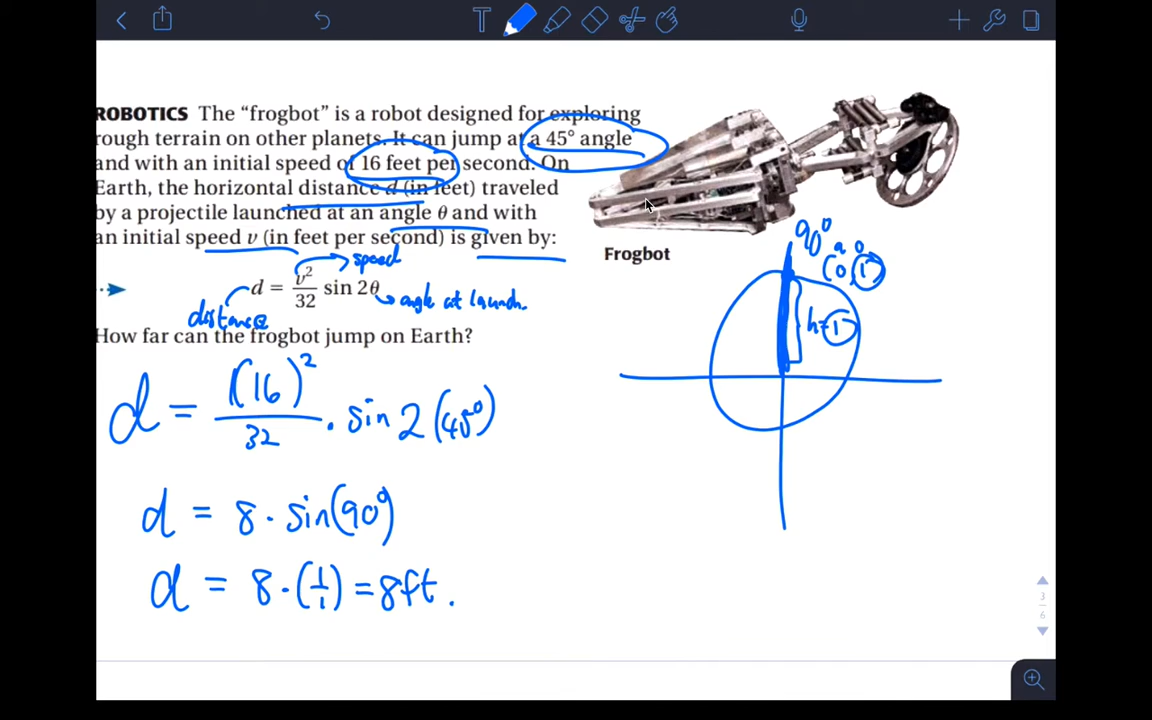 ROBOTICS The "frogbot" is a robot designed for exploring
rough terrain on other planets. It can jump at a 45° angle
and with an initial speed of 16 feet per second. On
Earth, the horizontal distance d (in feet) traveled
by a projectile launched at an angle θ and with
an initial speed v (in feet per second) is given by:
Frogbot
90°
a o
(0,1)
speed
d = v²/32 sin 2θ
angle at launch.
distance
h=1
How far can the frogbot jump on Earth?
d = (16)²/32 · sin 2(45°)
d = 8 · sin(90°)
d = 8 · (1/1) = 8ft.
3
6